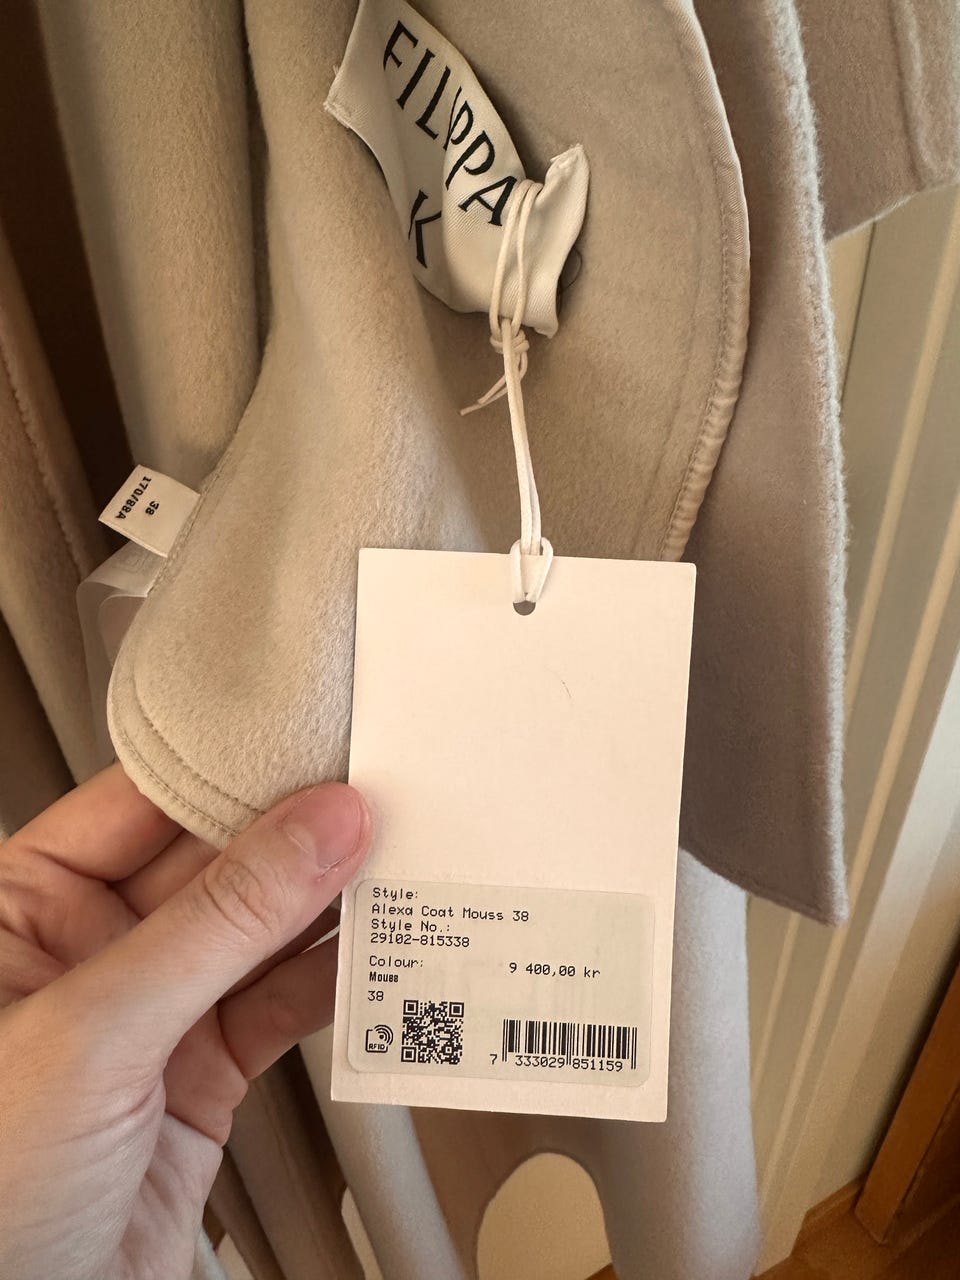 FILIPPA
K
38
170/88A
Style:
Alexa Coat Mouss 38
Style No.:
29102-815338
Colour:
Mouss
9 400,00 kr
38
RFID
7 333029 851159